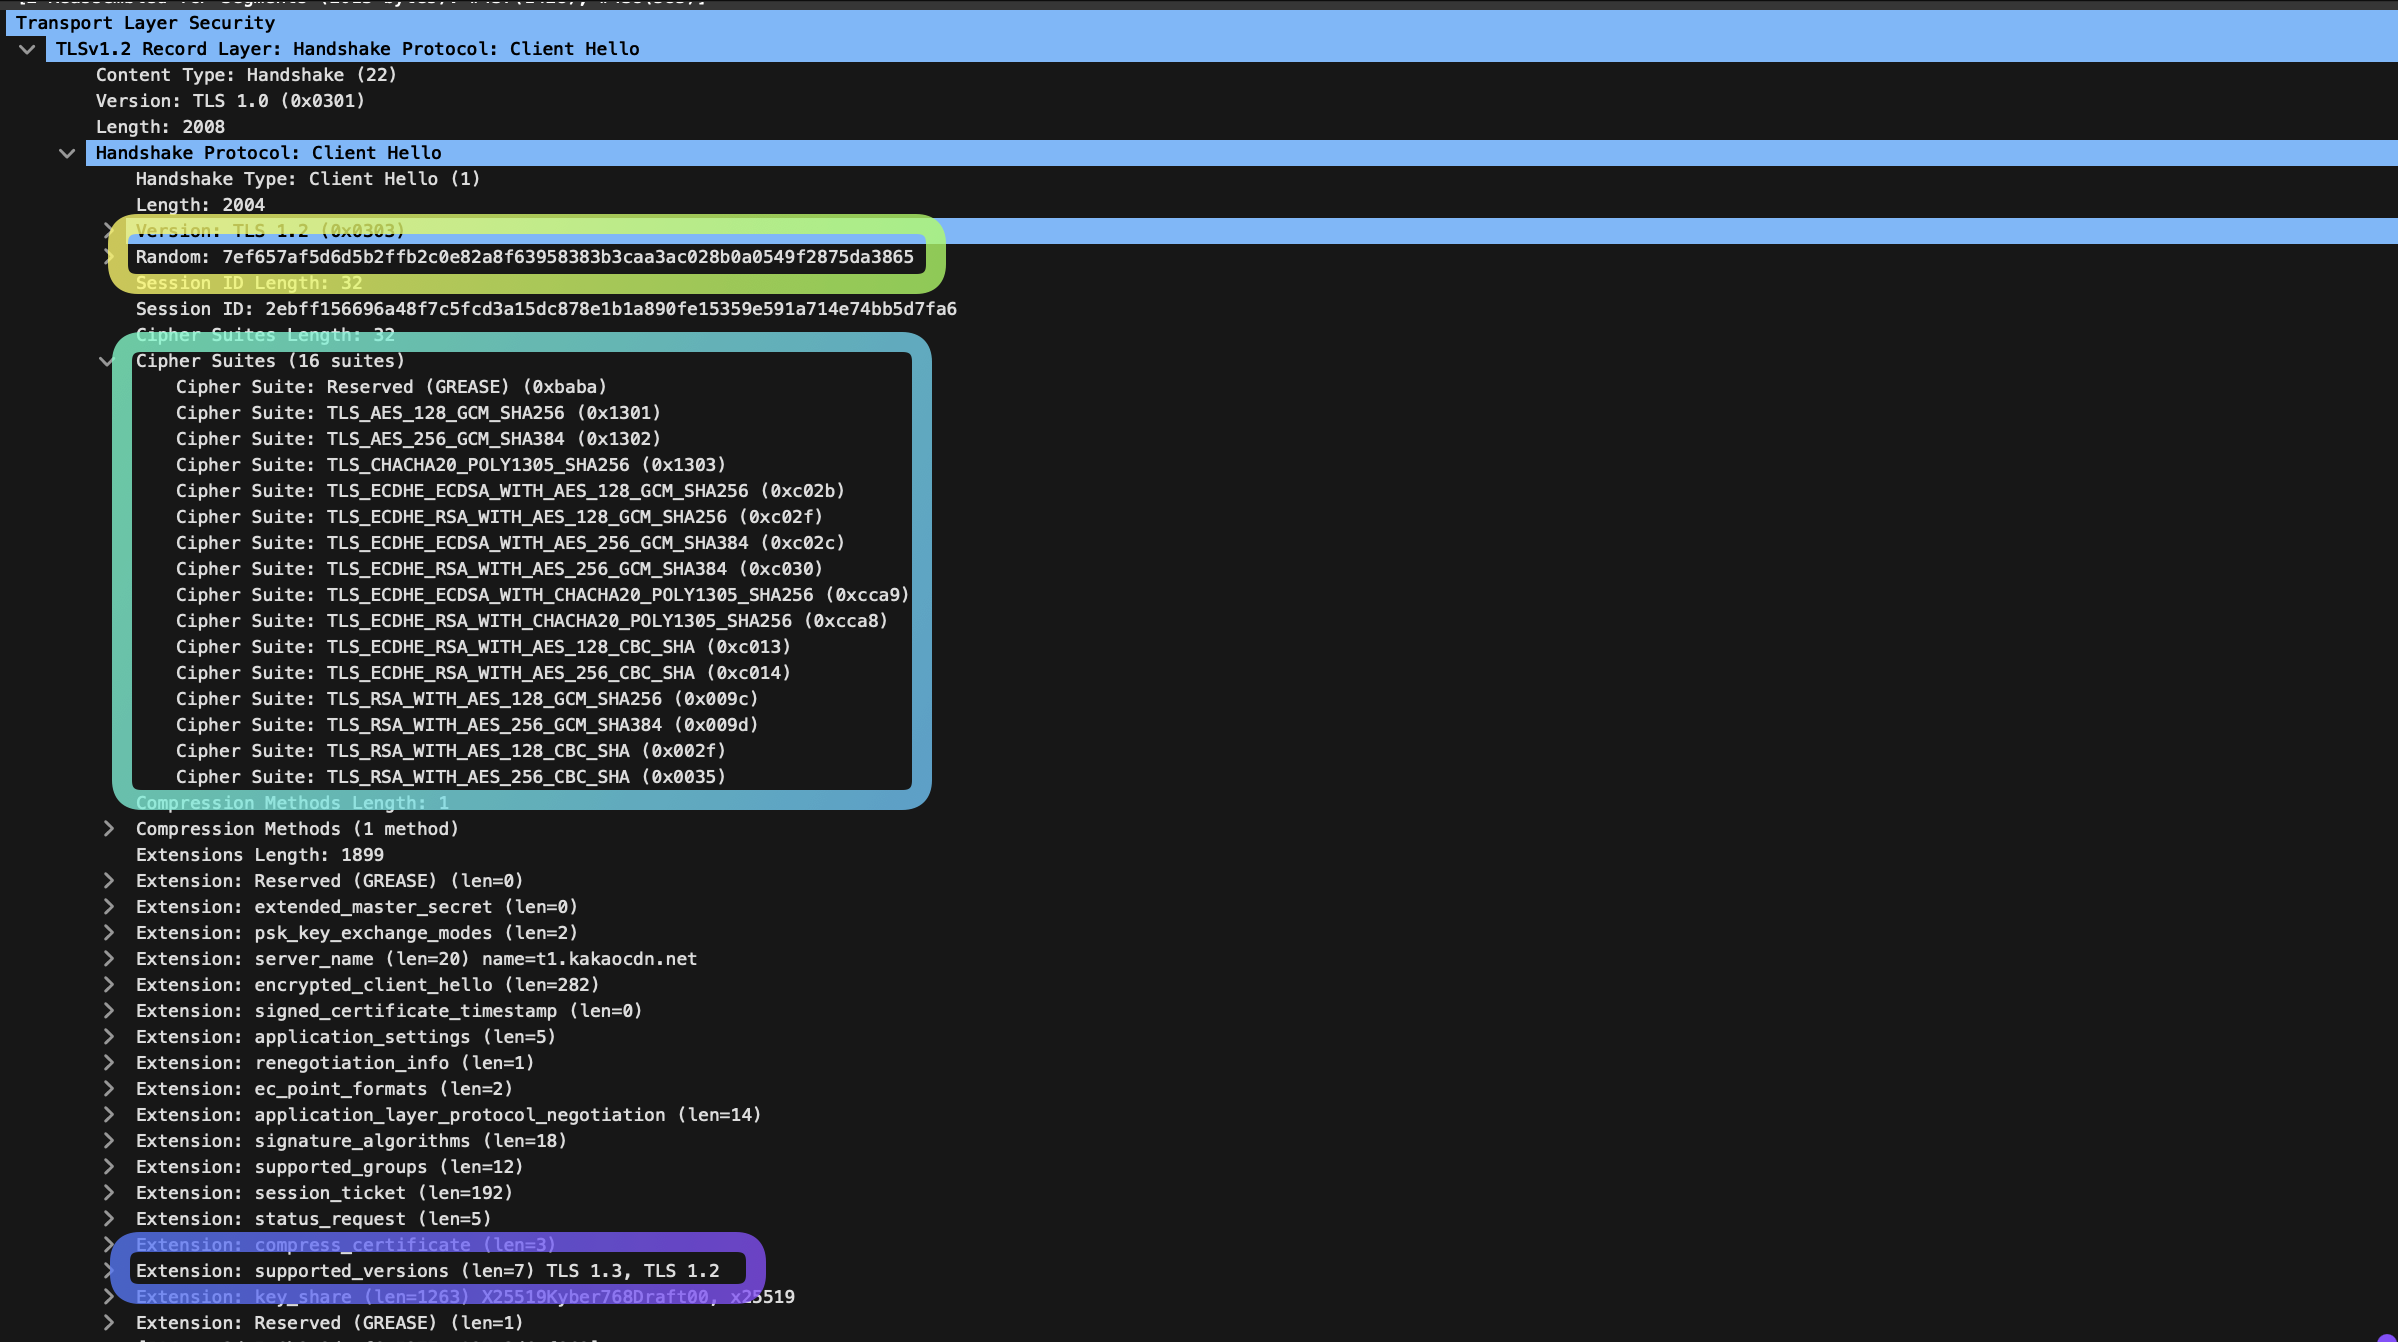 Transport Layer Security
TLSv1.2 Record Layer: Handshake Protocol: Client Hello
Content Type: Handshake (22)
Version: TLS 1.0 (0x0301)
Length: 2008
Handshake Protocol: Client Hello
Handshake Type: Client Hello (1)
Length: 2004
Version: TLS 1.2 (0x0303)
Random: 7ef657af5d6d5b2ffb2c0e82a8f63958383b3caa3ac028b0a0549f2875da3865
Session ID Length: 32
Session ID: 2ebff156696a48f7c5fcd3a15dc878e1b1a890fe15359e591a714e74bb5d7fa6
Cipher Suites Length: 32
Cipher Suites (16 suites)
Cipher Suite: Reserved (GREASE) (0xbaba)
Cipher Suite: TLS_AES_128_GCM_SHA256 (0x1301)
Cipher Suite: TLS_AES_256_GCM_SHA384 (0x1302)
Cipher Suite: TLS_CHACHA20_POLY1305_SHA256 (0x1303)
Cipher Suite: TLS_ECDHE_ECDSA_WITH_AES_128_GCM_SHA256 (0xc02b)
Cipher Suite: TLS_ECDHE_RSA_WITH_AES_128_GCM_SHA256 (0xc02f)
Cipher Suite: TLS_ECDHE_ECDSA_WITH_AES_256_GCM_SHA384 (0xc02c)
Cipher Suite: TLS_ECDHE_RSA_WITH_AES_256_GCM_SHA384 (0xc030)
Cipher Suite: TLS_ECDHE_ECDSA_WITH_CHACHA20_POLY1305_SHA256 (0xcca9)
Cipher Suite: TLS_ECDHE_RSA_WITH_CHACHA20_POLY1305_SHA256 (0xcca8)
Cipher Suite: TLS_ECDHE_RSA_WITH_AES_128_CBC_SHA (0xc013)
Cipher Suite: TLS_ECDHE_RSA_WITH_AES_256_CBC_SHA (0xc014)
Cipher Suite: TLS_RSA_WITH_AES_128_GCM_SHA256 (0x009c)
Cipher Suite: TLS_RSA_WITH_AES_256_GCM_SHA384 (0x009d)
Cipher Suite: TLS_RSA_WITH_AES_128_CBC_SHA (0x002f)
Cipher Suite: TLS_RSA_WITH_AES_256_CBC_SHA (0x0035)
Compression Methods Length: 1
Compression Methods (1 method)
Extensions Length: 1899
Extension: Reserved (GREASE) (len=0)
Extension: extended_master_secret (len=0)
Extension: psk_key_exchange_modes (len=2)
Extension: server_name (len=20) name=t1.kakaocdn.net
Extension: encrypted_client_hello (len=282)
Extension: signed_certificate_timestamp (len=0)
Extension: application_settings (len=5)
Extension: renegotiation_info (len=1)
Extension: ec_point_formats (len=2)
Extension: application_layer_protocol_negotiation (len=14)
Extension: signature_algorithms (len=18)
Extension: supported_groups (len=12)
Extension: session_ticket (len=192)
Extension: status_request (len=5)
Extension: compress_certificate (len=3)
Extension: supported_versions (len=7) TLS 1.3, TLS 1.2
Extension: key_share (len=1263) X25519Kyber768Draft00, x25519
Extension: Reserved (GREASE) (len=1)